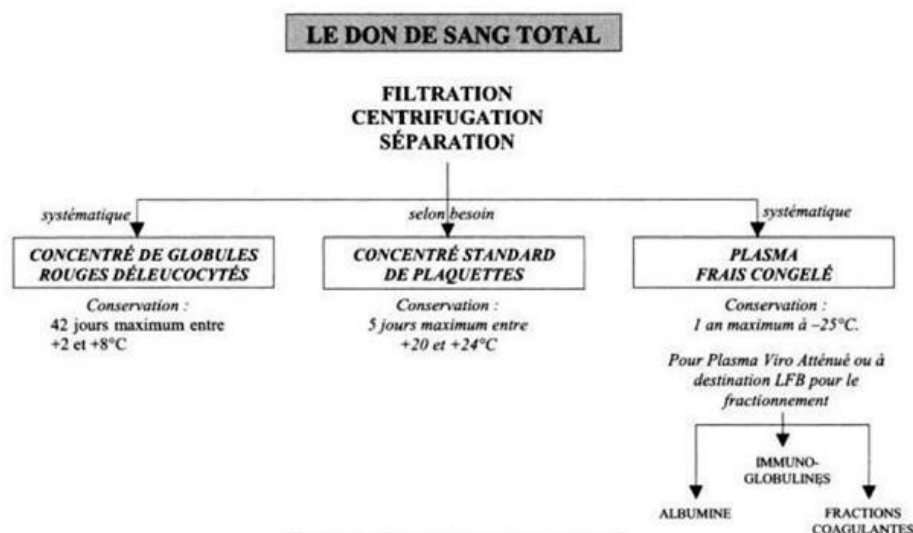 LE DON DE SANG TOTAL
FILTRATION
CENTRIFUGATION
SÉPARATION
systématique
selon besoin
systématique
CONCENTRÉ DE GLOBULES
ROUGES DÉLEUCOCYTÉS
Conservation :
42 jours maximum entre
+2 et +8°C
CONCENTRÉ STANDARD
DE PLAQUETTES
Conservation :
5 jours maximum entre
+20 et +24°C
PLASMA
FRAIS CONGELÉ
Conservation :
1 an maximum à –25°C.
Pour Plasma Viro Atténué ou à
destination LFB pour le
fractionnement
IMMUNO-
GLOBULINES
ALBUMINE
FRACTIONS
COAGULANTES